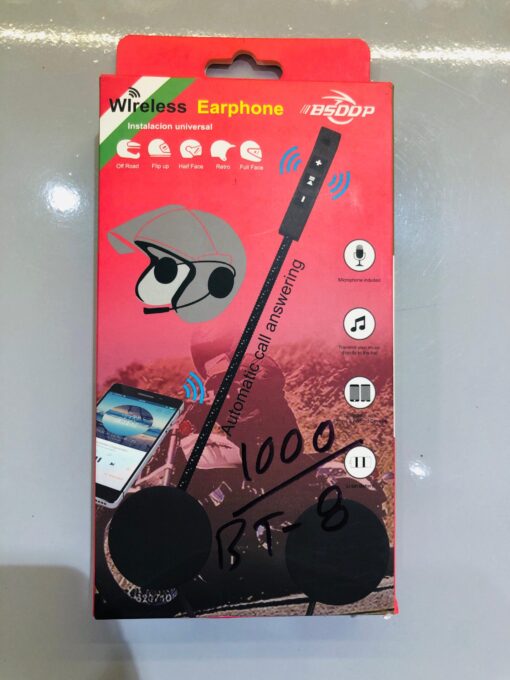 Wireless Earphone
BSDDP
Instalacion universal
Off Road Flip up Half Face Retro Full Face
+
−
Microphone inducted
Automatic call answering
1000
BT-8